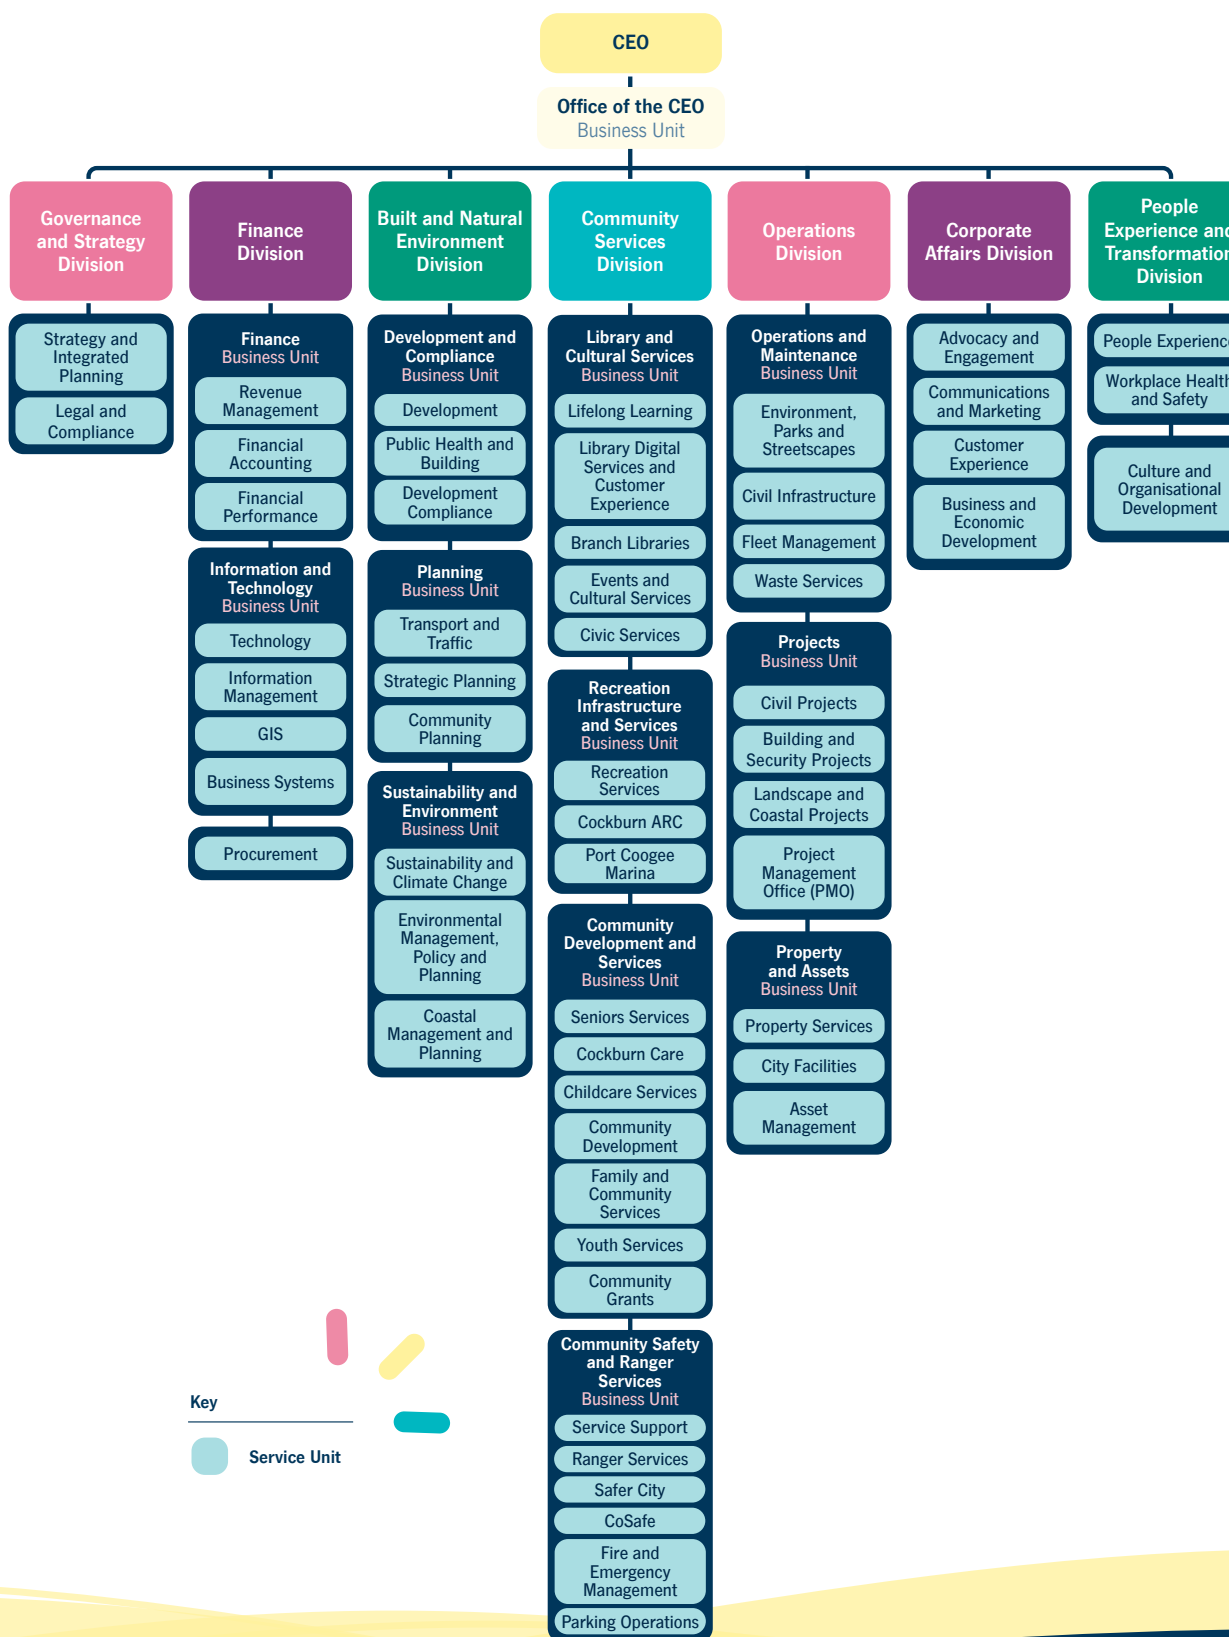 CEO
Office of the CEO
Business Unit
Governance
and Strategy
Division
Strategy and
Integrated
Planning
Legal and
Compliance
Finance
Division
Finance
Business Unit
Revenue
Management
Financial
Accounting
Financial
Performance
Information and
Technology
Business Unit
Technology
Information
Management
GIS
Business Systems
Procurement
Built and Natural
Environment
Division
Development and
Compliance
Business Unit
Development
Public Health and
Building
Development
Compliance
Planning
Business Unit
Transport and
Traffic
Strategic Planning
Community
Planning
Sustainability and
Environment
Business Unit
Sustainability and
Climate Change
Environmental
Management,
Policy and
Planning
Coastal
Management and
Planning
Community
Services
Division
Library and
Cultural Services
Business Unit
Lifelong Learning
Library Digital
Services and
Customer
Experience
Branch Libraries
Events and
Cultural Services
Civic Services
Recreation
Infrastructure
and Services
Business Unit
Recreation
Services
Cockburn ARC
Port Coogee
Marina
Community
Development and
Services
Business Unit
Seniors Services
Cockburn Care
Childcare Services
Community
Development
Family and
Community
Services
Youth Services
Community
Grants
Community Safety
and Ranger
Services
Business Unit
Service Support
Ranger Services
Safer City
CoSafe
Fire and
Emergency
Management
Parking Operations
Operations
Division
Operations and
Maintenance
Business Unit
Environment,
Parks and
Streetscapes
Civil Infrastructure
Fleet Management
Waste Services
Projects
Business Unit
Civil Projects
Building and
Security Projects
Landscape and
Coastal Projects
Project
Management
Office (PMO)
Property
and Assets
Business Unit
Property Services
City Facilities
Asset
Management
Corporate
Affairs Division
Advocacy and
Engagement
Communications
and Marketing
Customer
Experience
Business and
Economic
Development
People
Experience and
Transformation
Division
People Experience
Workplace Health
and Safety
Culture and
Organisational
Development
Key
Service Unit